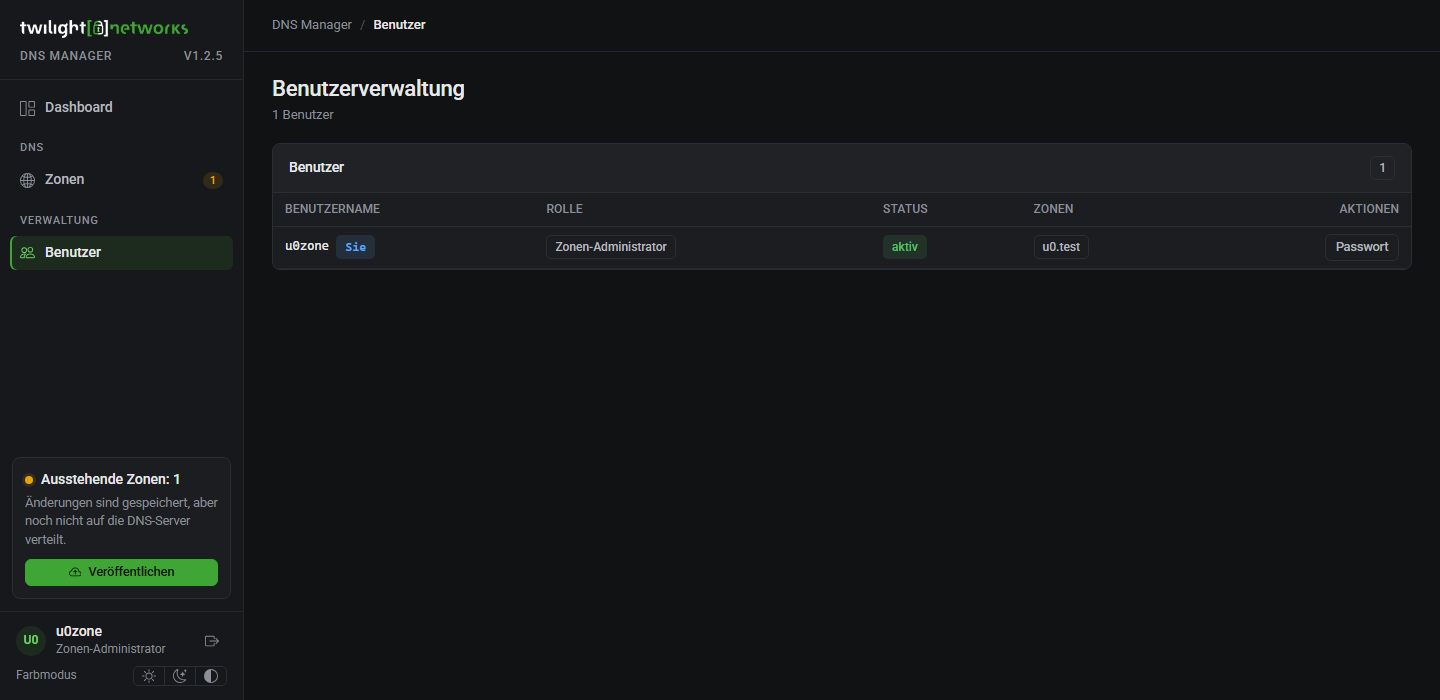 twilight[0]networks
DNS MANAGER V1.2.5
Dashboard
DNS
Zonen 1
VERWALTUNG
Benutzer
Ausstehende Zonen: 1
Änderungen sind gespeichert, aber
noch nicht auf die DNS-Server
verteilt.
Veröffentlichen
U0 u0zone
Zonen-Administrator
Farbmodus
DNS Manager / Benutzer
Benutzerverwaltung
1 Benutzer
Benutzer 1
BENUTZERNAME ROLLE STATUS ZONEN AKTIONEN
u0zone Sie Zonen-Administrator aktiv u0.test Passwort